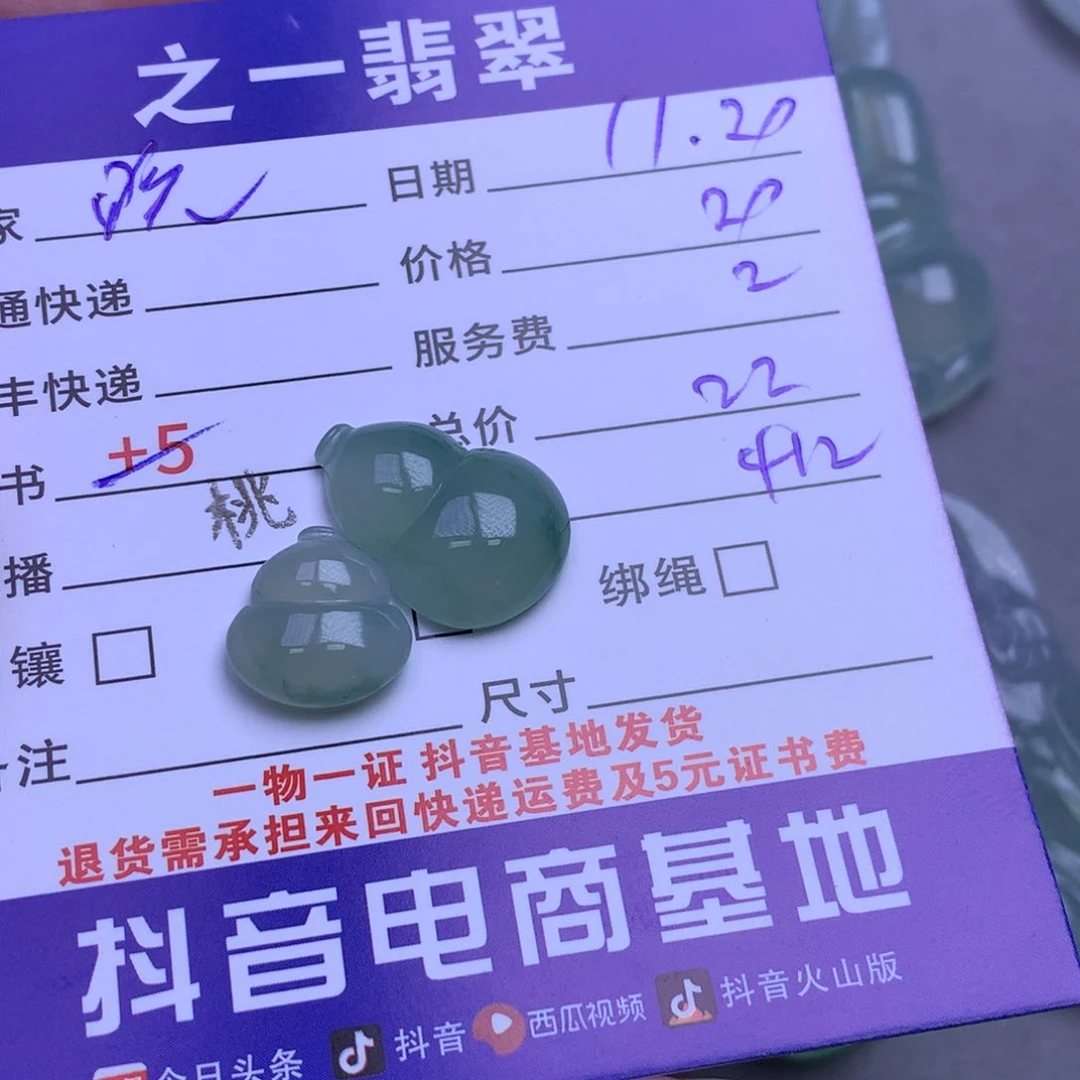 之一翡翠
家 日期 11.20
通快递 价格 20
丰快递 服务费 2
书 +5 总价 22
桃
播 412
镶 绑绳
注 尺寸
一物一证 抖音基地发货
退货需承担来回快递运费及5元证书费
抖音电商基地
今日头条 抖音 西瓜视频 抖音火山版